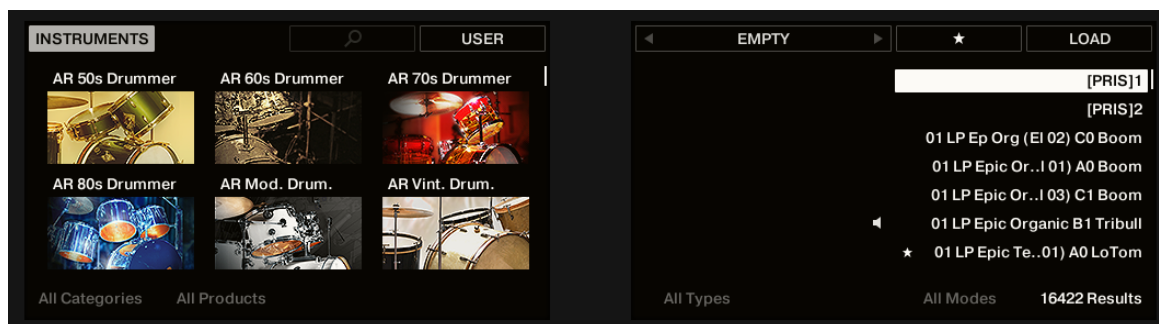 INSTRUMENTS
USER
AR 50s Drummer
AR 60s Drummer
AR 70s Drummer
AR 80s Drummer
AR Mod. Drum.
AR Vint. Drum.
All Categories
All Products
EMPTY
★
LOAD
[PRIS]1
[PRIS]2
01 LP Ep Org (El 02) C0 Boom
01 LP Epic Or..l 01) A0 Boom
01 LP Epic Or..l 03) C1 Boom
01 LP Epic Organic B1 Tribull
★ 01 LP Epic Te..01) A0 LoTom
All Types
All Modes
16422 Results